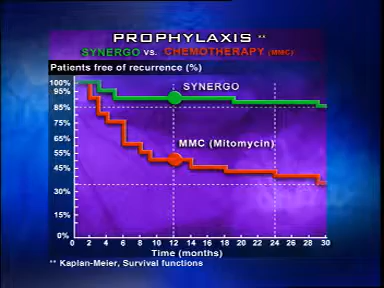 PROPHYLAXIS **
SYNERGO vs. CHEMOTHERAPY (MMC)
Patients free of recurrence (%)
100%
95%
85%
75%
65%
55%
45%
30%
15%
0%
SYNERGO
MMC (Mitomycin)
0 2 4 6 8 10 12 14 16 18 20 22 24 26 28 30
Time (months)
** Kaplan-Meier, Survival functions